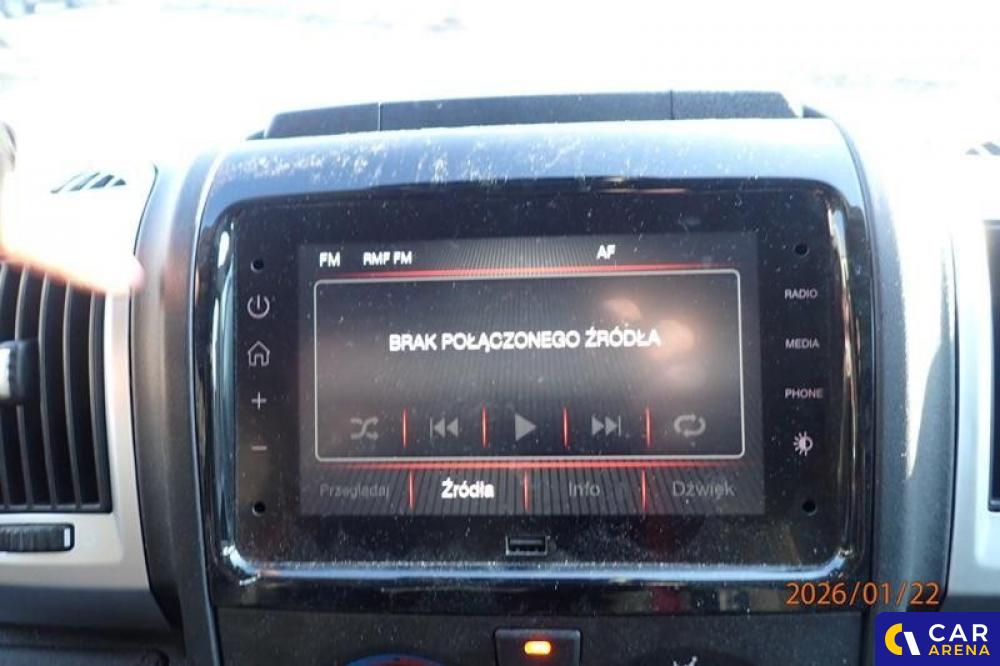 FM RMF FM AF
RADIO
BRAK POŁĄCZONEGO ŹRÓDŁA
MEDIA
PHONE
Przeglądaj Źródła Info Dźwięk
2026/01/22
CAR
ARENA